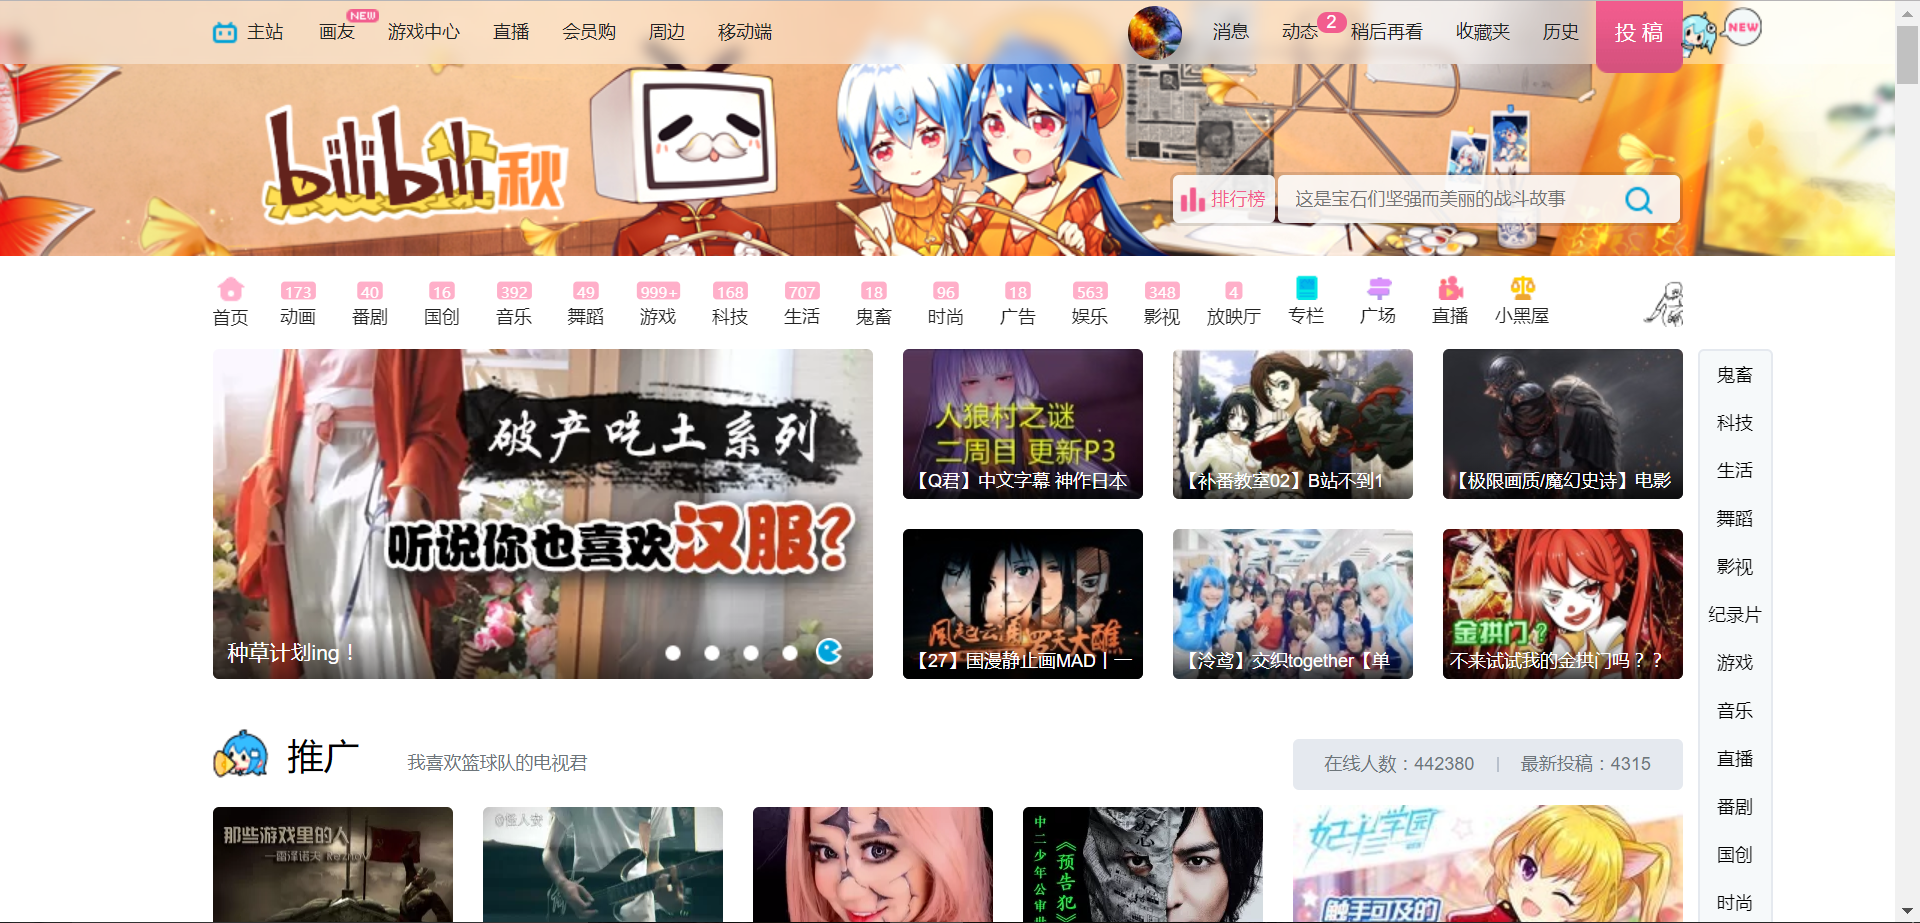 主站
画友
NEW
游戏中心
直播
会员购
周边
移动端
消息
动态
2
稍后再看
收藏夹
历史
投稿
NEW
bilibili秋
排行榜
这是宝石们坚强而美丽的战斗故事
首页
173
动画
40
番剧
16
国创
392
音乐
49
舞蹈
999+
游戏
168
科技
707
生活
18
鬼畜
96
时尚
18
广告
563
娱乐
348
影视
4
放映厅
专栏
广场
直播
小黑屋
破产吃土系列
听说你也喜欢汉服?
种草计划ing！
人狼村之谜
二周目 更新P3
【Q君】中文字幕 神作日本
【补番教室02】B站不到1
【极限画质/魔幻史诗】电影
【27】国漫静止画MAD丨一
【泠鸢】交织together【单
金拱门?
不来试试我的金拱门吗？？
鬼畜
科技
生活
舞蹈
影视
纪录片
游戏
音乐
直播
番剧
国创
时尚
推广
我喜欢篮球队的电视君
在线人数：442380
最新投稿：4315
那些游戏里的人
中二少年公审世
《预告犯》
触手可及的